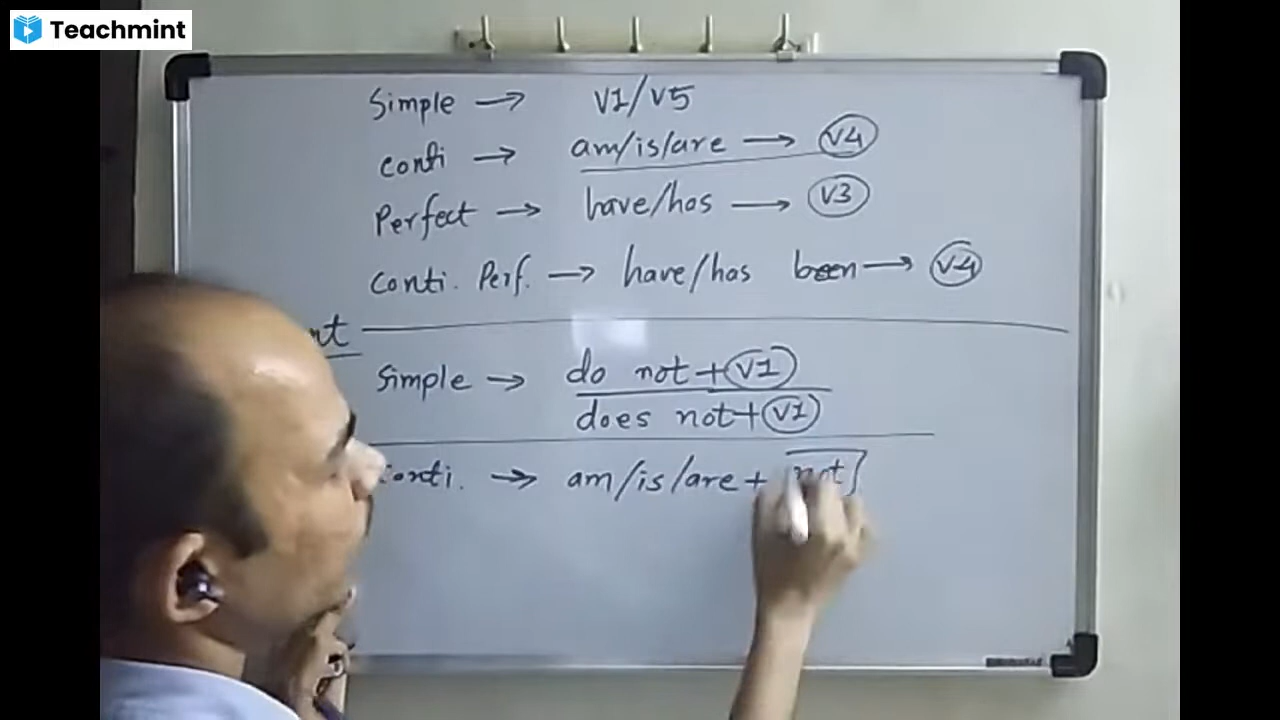 Teachmint
Simple → V1/V5
Conti → am/is/are → V4
Perfect → have/has → V3
Conti. Perf. → have/has been → V4
nt
Simple → do not + V1
does not + V1
Conti. → am/is/are + not